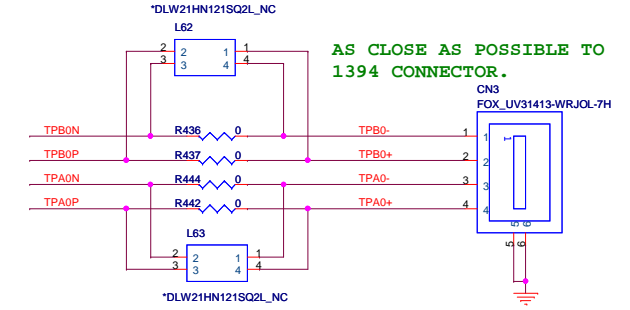 *DLW21HN121SQ2L_NC
L62
2 2 1 1
3 3 4 4
AS CLOSE AS POSSIBLE TO
1394 CONNECTOR.
CN3
FOX_UV31413-WRJOL-7H
TPB0N R436 0 TPB0- 1 1
TPB0P R437 0 TPB0+ 2 2
TPA0N R444 0 TPA0- 3 3
TPA0P R442 0 TPA0+ 4 4
1
5 6
5 6
L63
2 2 1 1
3 3 4 4
*DLW21HN121SQ2L_NC